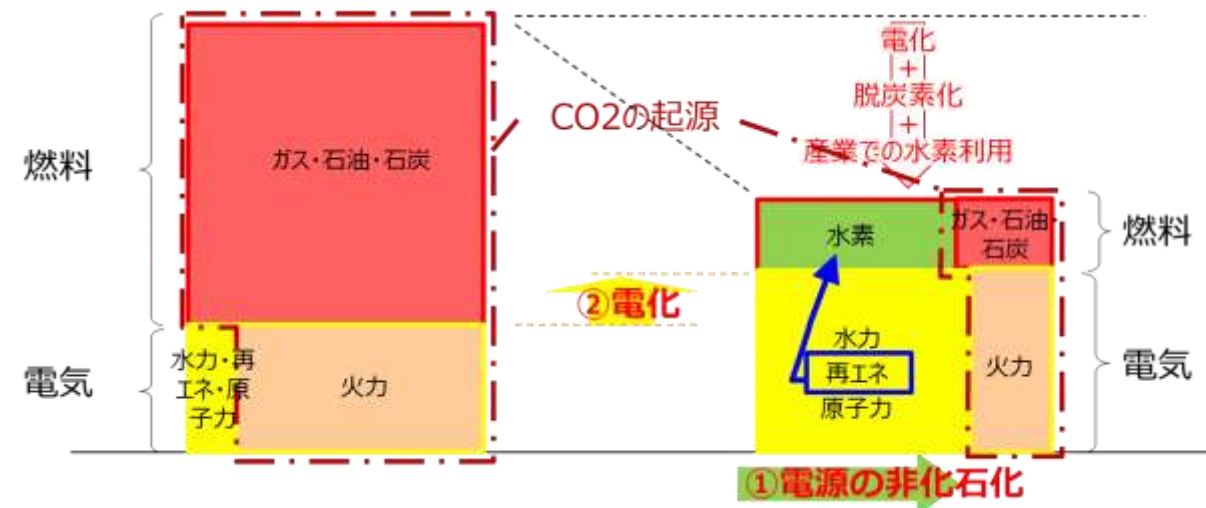 電化
+
脱炭素化
+
産業での水素利用
CO2の起源
燃料
ガス・石油・石炭
電気
水力・再
エネ・原
子力
火力
②電化
水素
ガス・石油・
石炭
燃料
水力
再エネ
原子力
火力
電気
①電源の非化石化